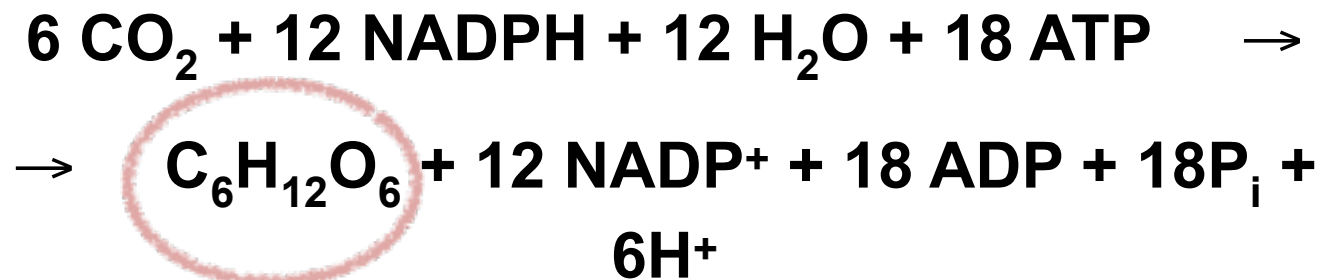 6 CO₂ + 12 NADPH + 12 H₂O + 18 ATP →
→ C₆H₁₂O₆ + 12 NADP⁺ + 18 ADP + 18Pᵢ +
6H⁺